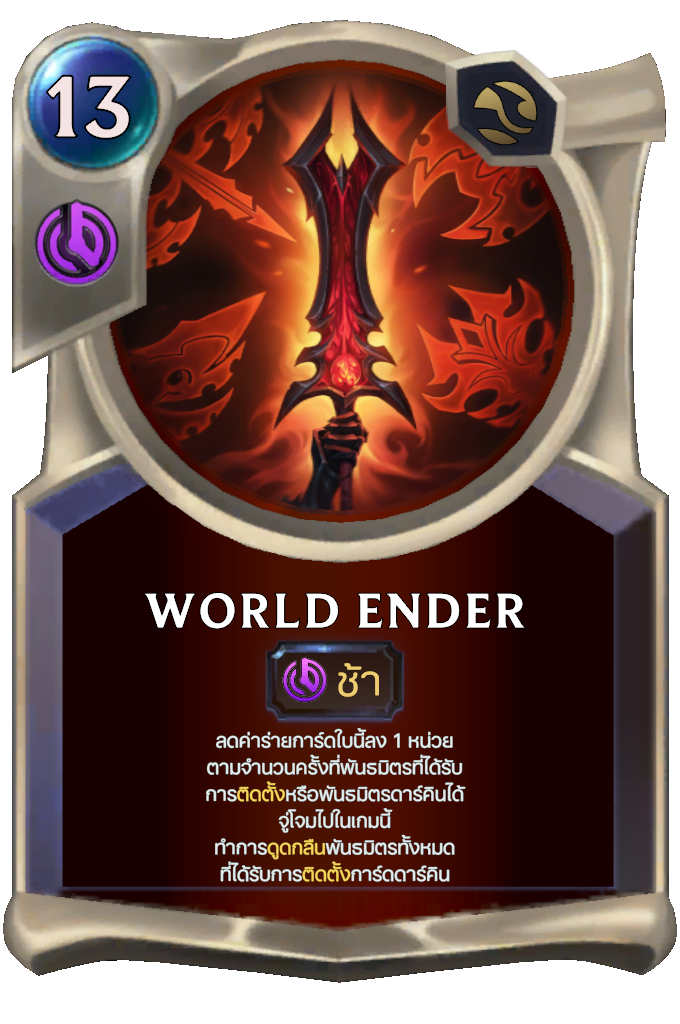 13
WORLD ENDER
ช้า
ลดค่าร่ายการ์ดใบนี้ลง 1 หน่วย
ตามจำนวนครั้งที่พันธมิตรที่ได้รับ
การติดตั้งหรือพันธมิตรดาร์คินได้
จู่โจมไปในเกมนี้
ทำการดูดกลืนพันธมิตรทั้งหมด
ที่ได้รับการติดตั้งการ์ดดาร์คิน